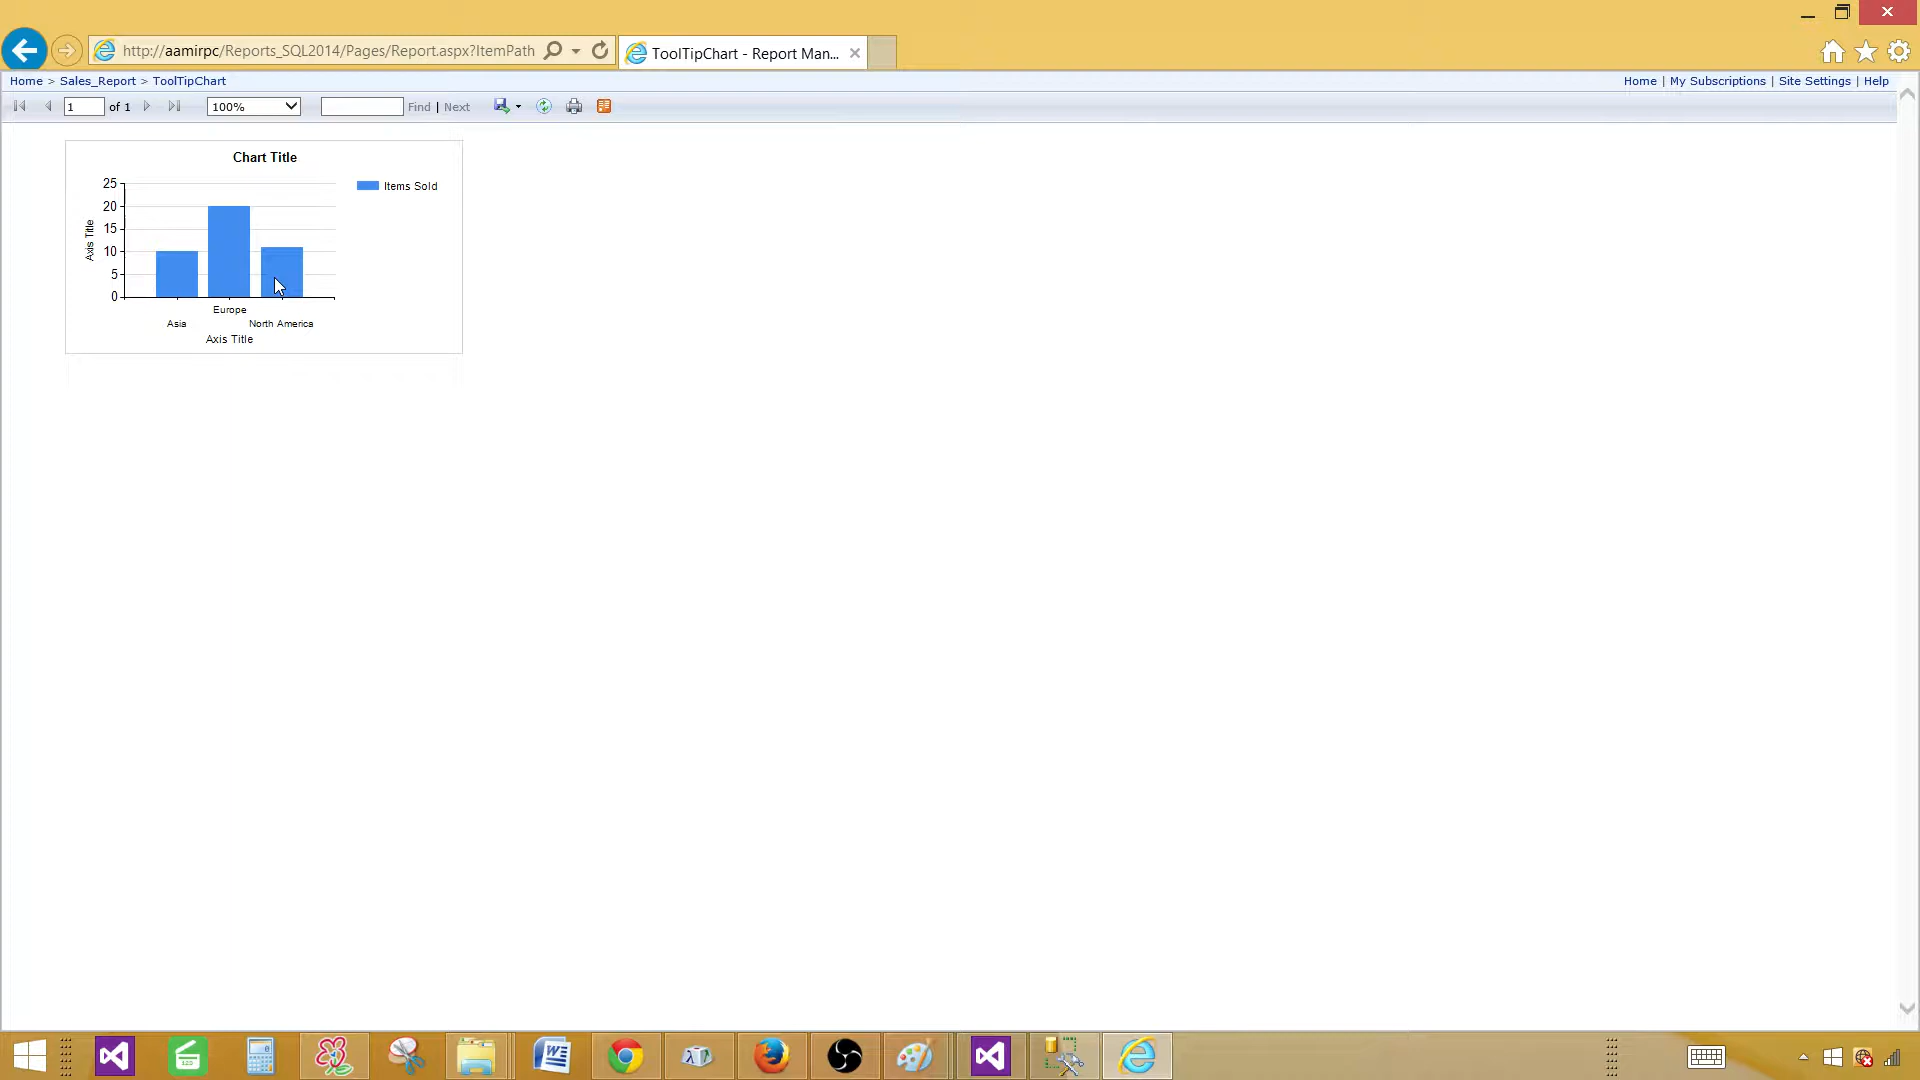 http://aamirpc/Reports_SQL2014/Pages/Report.aspx?ItemPath
ToolTipChart - Report Man...
Home > Sales_Report > ToolTipChart
Home | My Subscriptions | Site Settings | Help
1 of 1
100%
Find | Next
Chart Title
Items Sold
25
20
15
10
5
0
Axis Title
Europe
Asia
North America
Axis Title